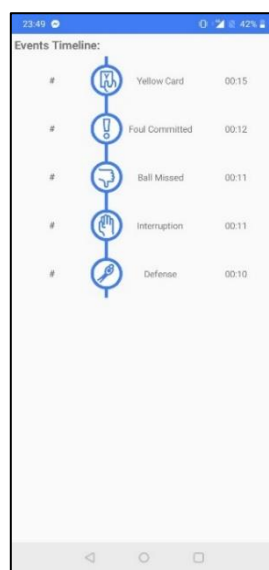 23:49 42%
Events Timeline:
# Yellow Card 00:15
# Foul Committed 00:12
# Ball Missed 00:11
# Interruption 00:11
# Defense 00:10